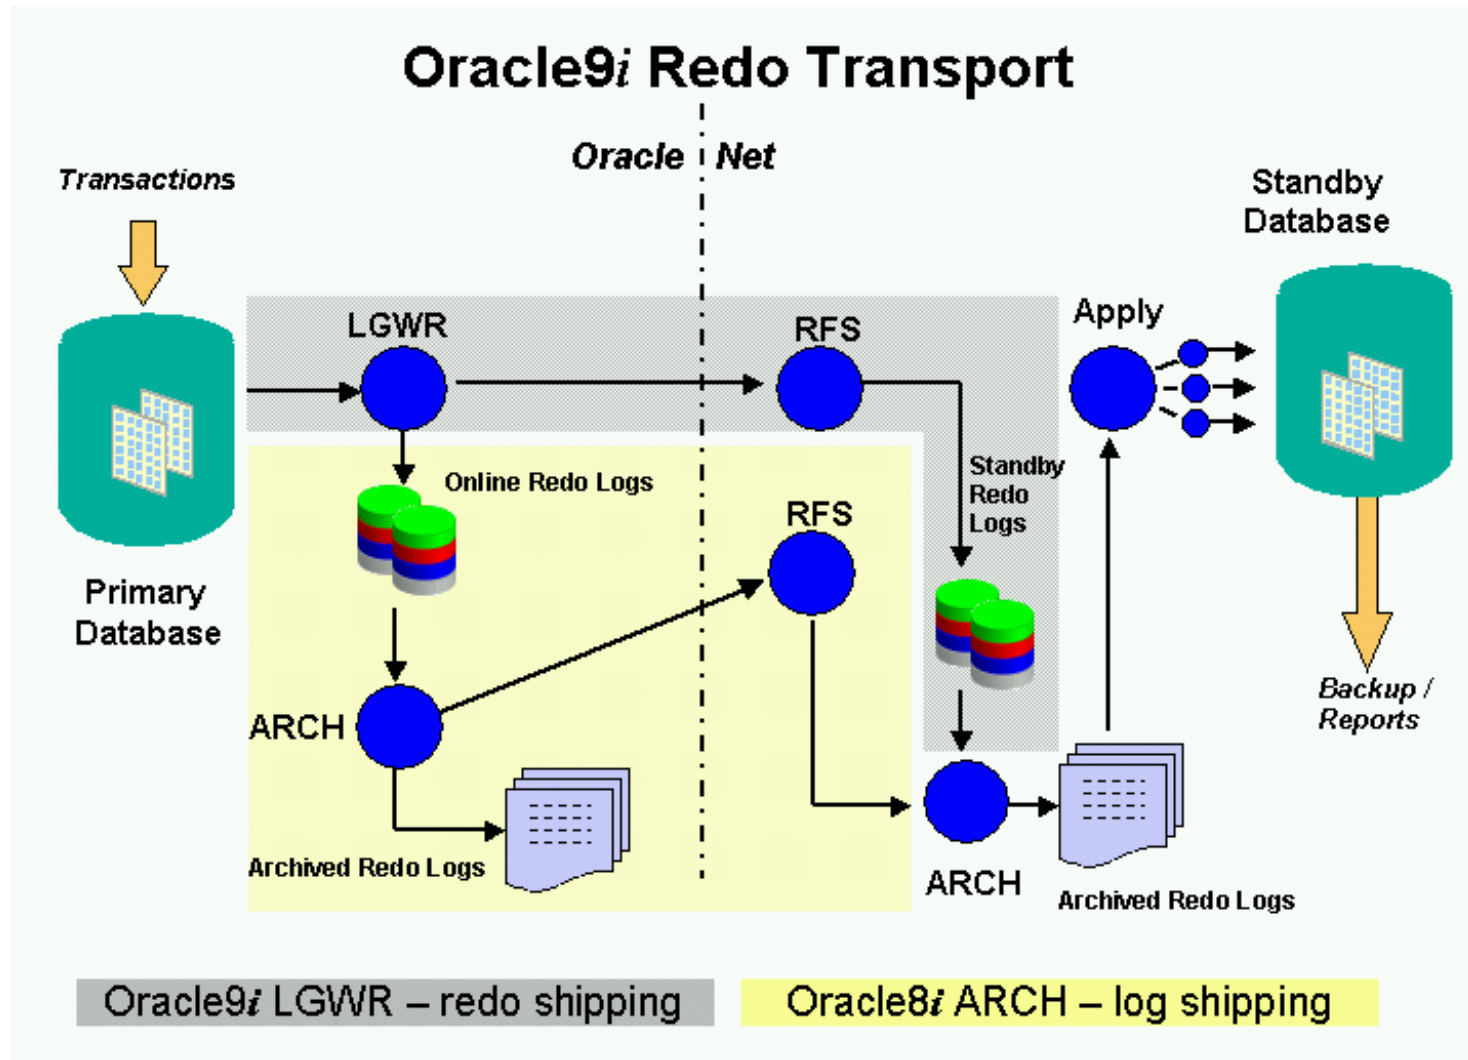 Oracle9i Redo Transport
Oracle Net
Transactions
Standby
Database
LGWR
RFS
Apply
Online Redo Logs
Standby
Redo
Logs
RFS
Primary
Database
ARCH
Backup /
Reports
Archived Redo Logs
ARCH
Archived Redo Logs
Oracle9i LGWR – redo shipping
Oracle8i ARCH – log shipping